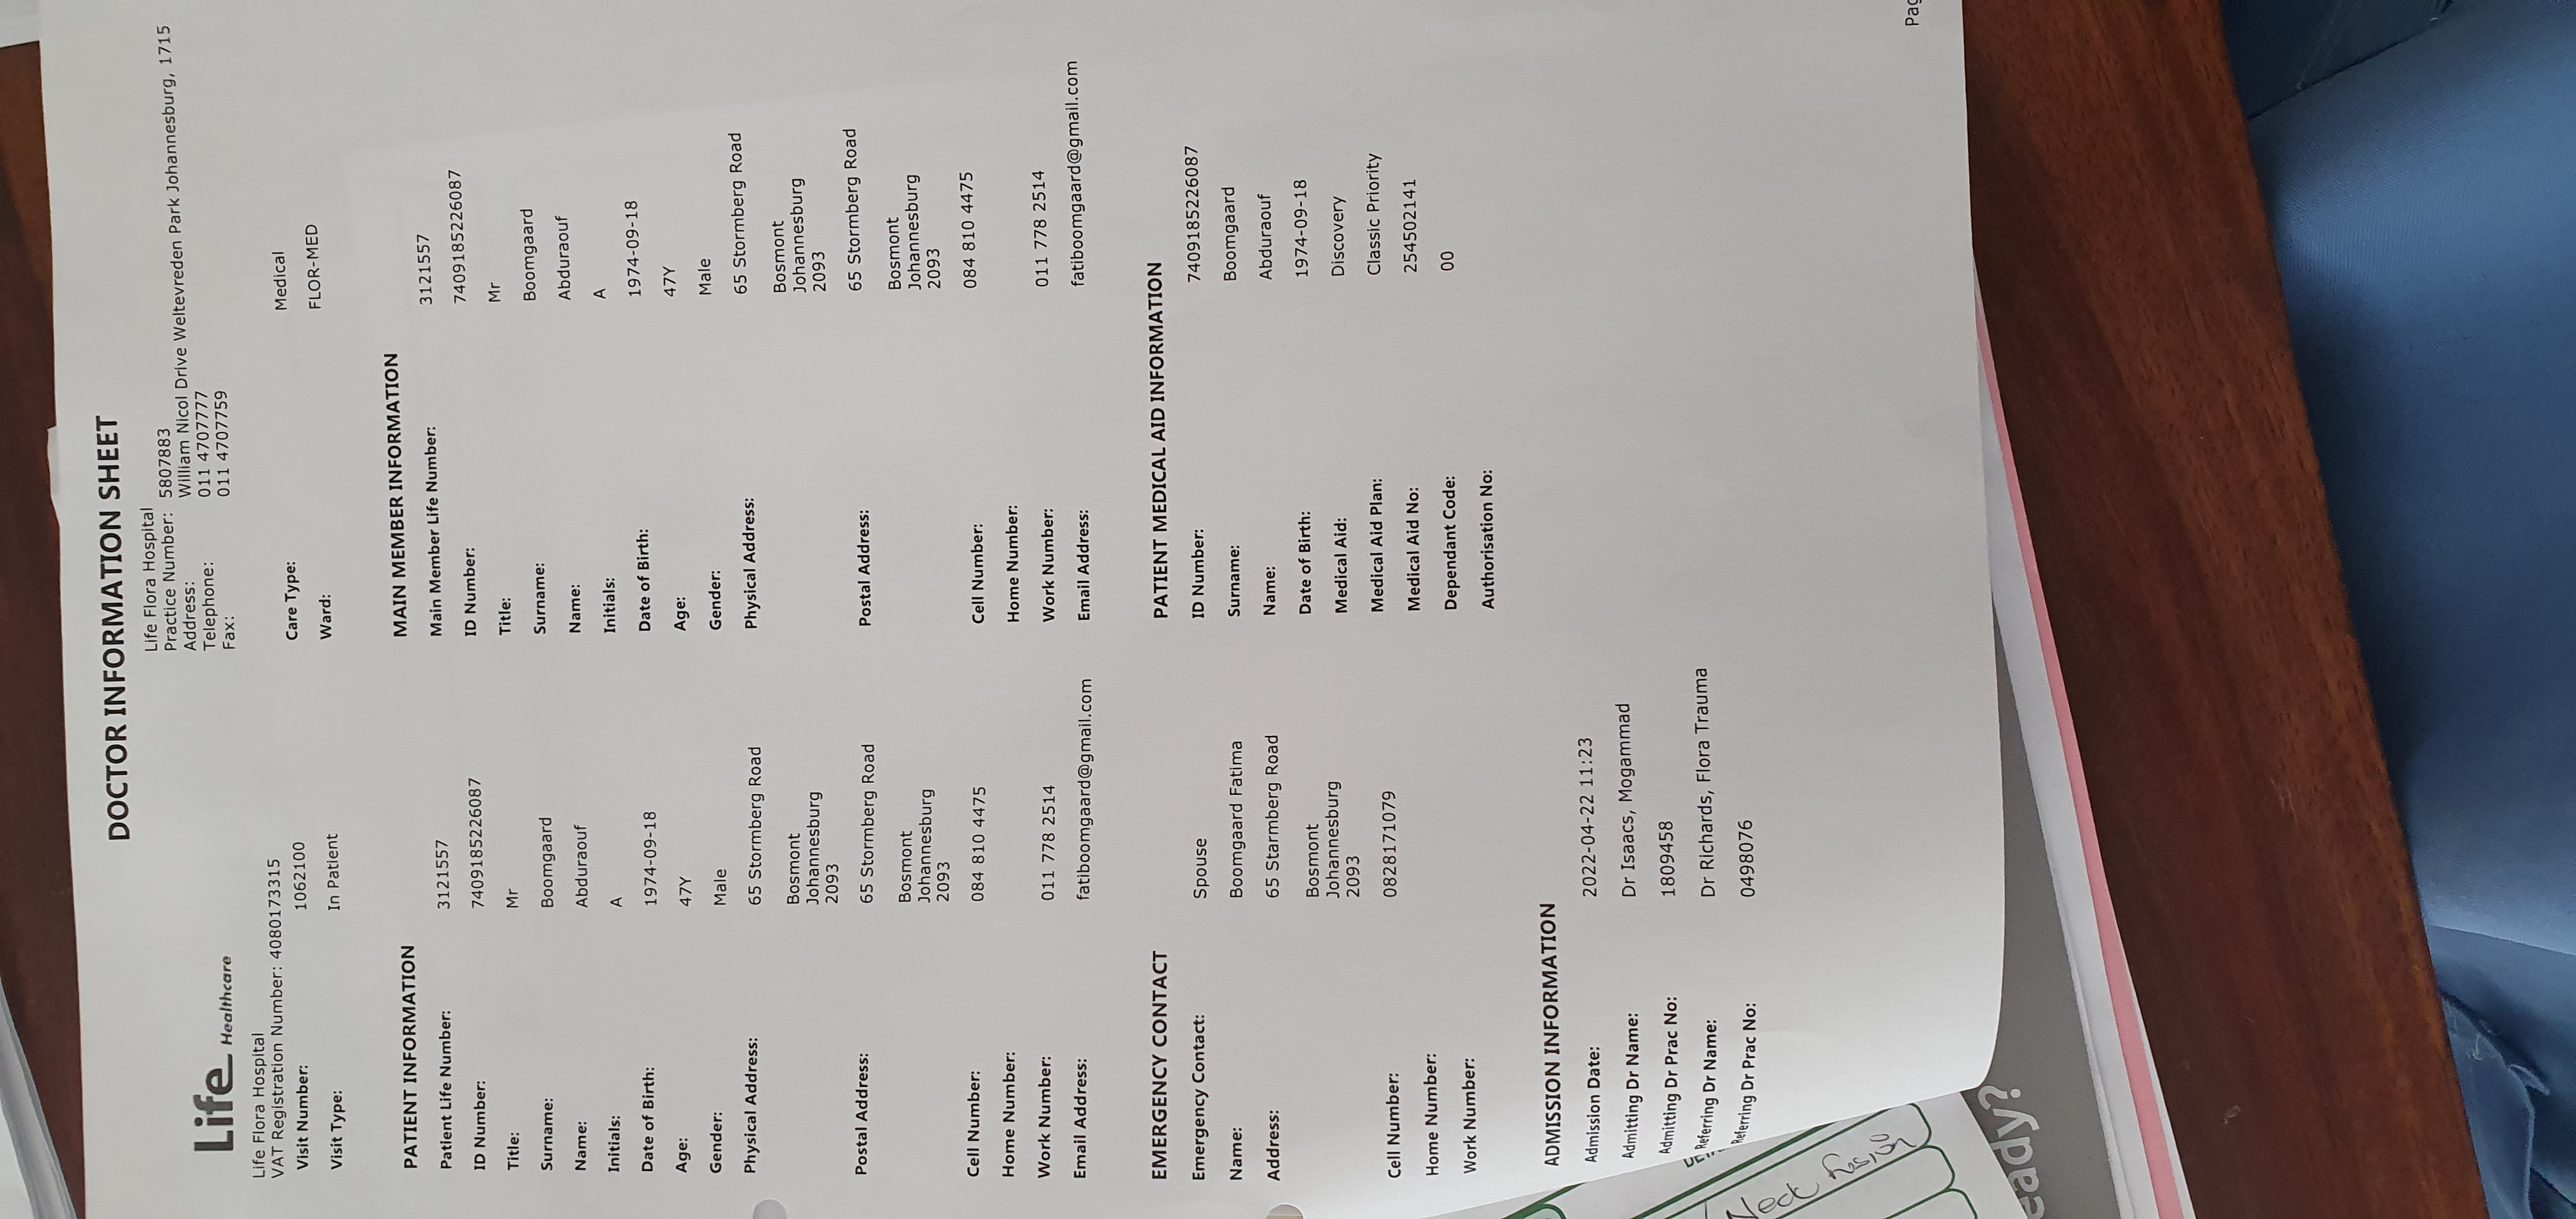 DOCTOR INFORMATION SHEET
Life Flora Hospital
Practice Number: 5807883
Address: William Nicol Drive Weltevreden Park Johannesburg, 1715
Telephone: 011 4707777
Fax: 011 4707759
Life Healthcare
Life Flora Hospital
VAT Registration Number: 4080173315
Visit Number: 1062100
Visit Type: In Patient
Care Type: Medical
Ward: FLOR-MED
PATIENT INFORMATION
Patient Life Number: 3121557
ID Number: 7409185226087
Title: Mr
Surname: Boomgaard
Name: Abduraouf
Initials: A
Date of Birth: 1974-09-18
Age: 47Y
Gender: Male
Physical Address: 65 Stormberg Road
Bosmont
Johannesburg
2093
Postal Address: 65 Stormberg Road
Bosmont
Johannesburg
2093
Cell Number: 084 810 4475
Home Number:
Work Number: 011 778 2514
Email Address: fatiboomgaard@gmail.com
MAIN MEMBER INFORMATION
Main Member Life Number: 3121557
ID Number: 7409185226087
Title: Mr
Surname: Boomgaard
Name: Abduraouf
Initials: A
Date of Birth: 1974-09-18
Age: 47Y
Gender: Male
Physical Address: 65 Stormberg Road
Bosmont
Johannesburg
2093
Postal Address: 65 Stormberg Road
Bosmont
Johannesburg
2093
Cell Number: 084 810 4475
Home Number:
Work Number: 011 778 2514
Email Address: fatiboomgaard@gmail.com
EMERGENCY CONTACT
Emergency Contact: Spouse
Name: Boomgaard Fatima
Address: 65 Starmberg Road
Bosmont
Johannesburg
2093
Cell Number: 0828171079
Home Number:
Work Number:
PATIENT MEDICAL AID INFORMATION
ID Number: 7409185226087
Surname: Boomgaard
Name: Abduraouf
Date of Birth: 1974-09-18
Medical Aid: Discovery
Medical Aid Plan: Classic Priority
Medical Aid No: 254502141
Dependant Code: 00
Authorisation No:
ADMISSION INFORMATION
Admission Date: 2022-04-22 11:23
Admitting Dr Name: Dr Isaacs, Mogammad
Admitting Dr Prac No: 1809458
Referring Dr Name: Dr Richards, Flora Trauma
Referring Dr Prac No: 0498076
Neck fusion
Pag
eady?